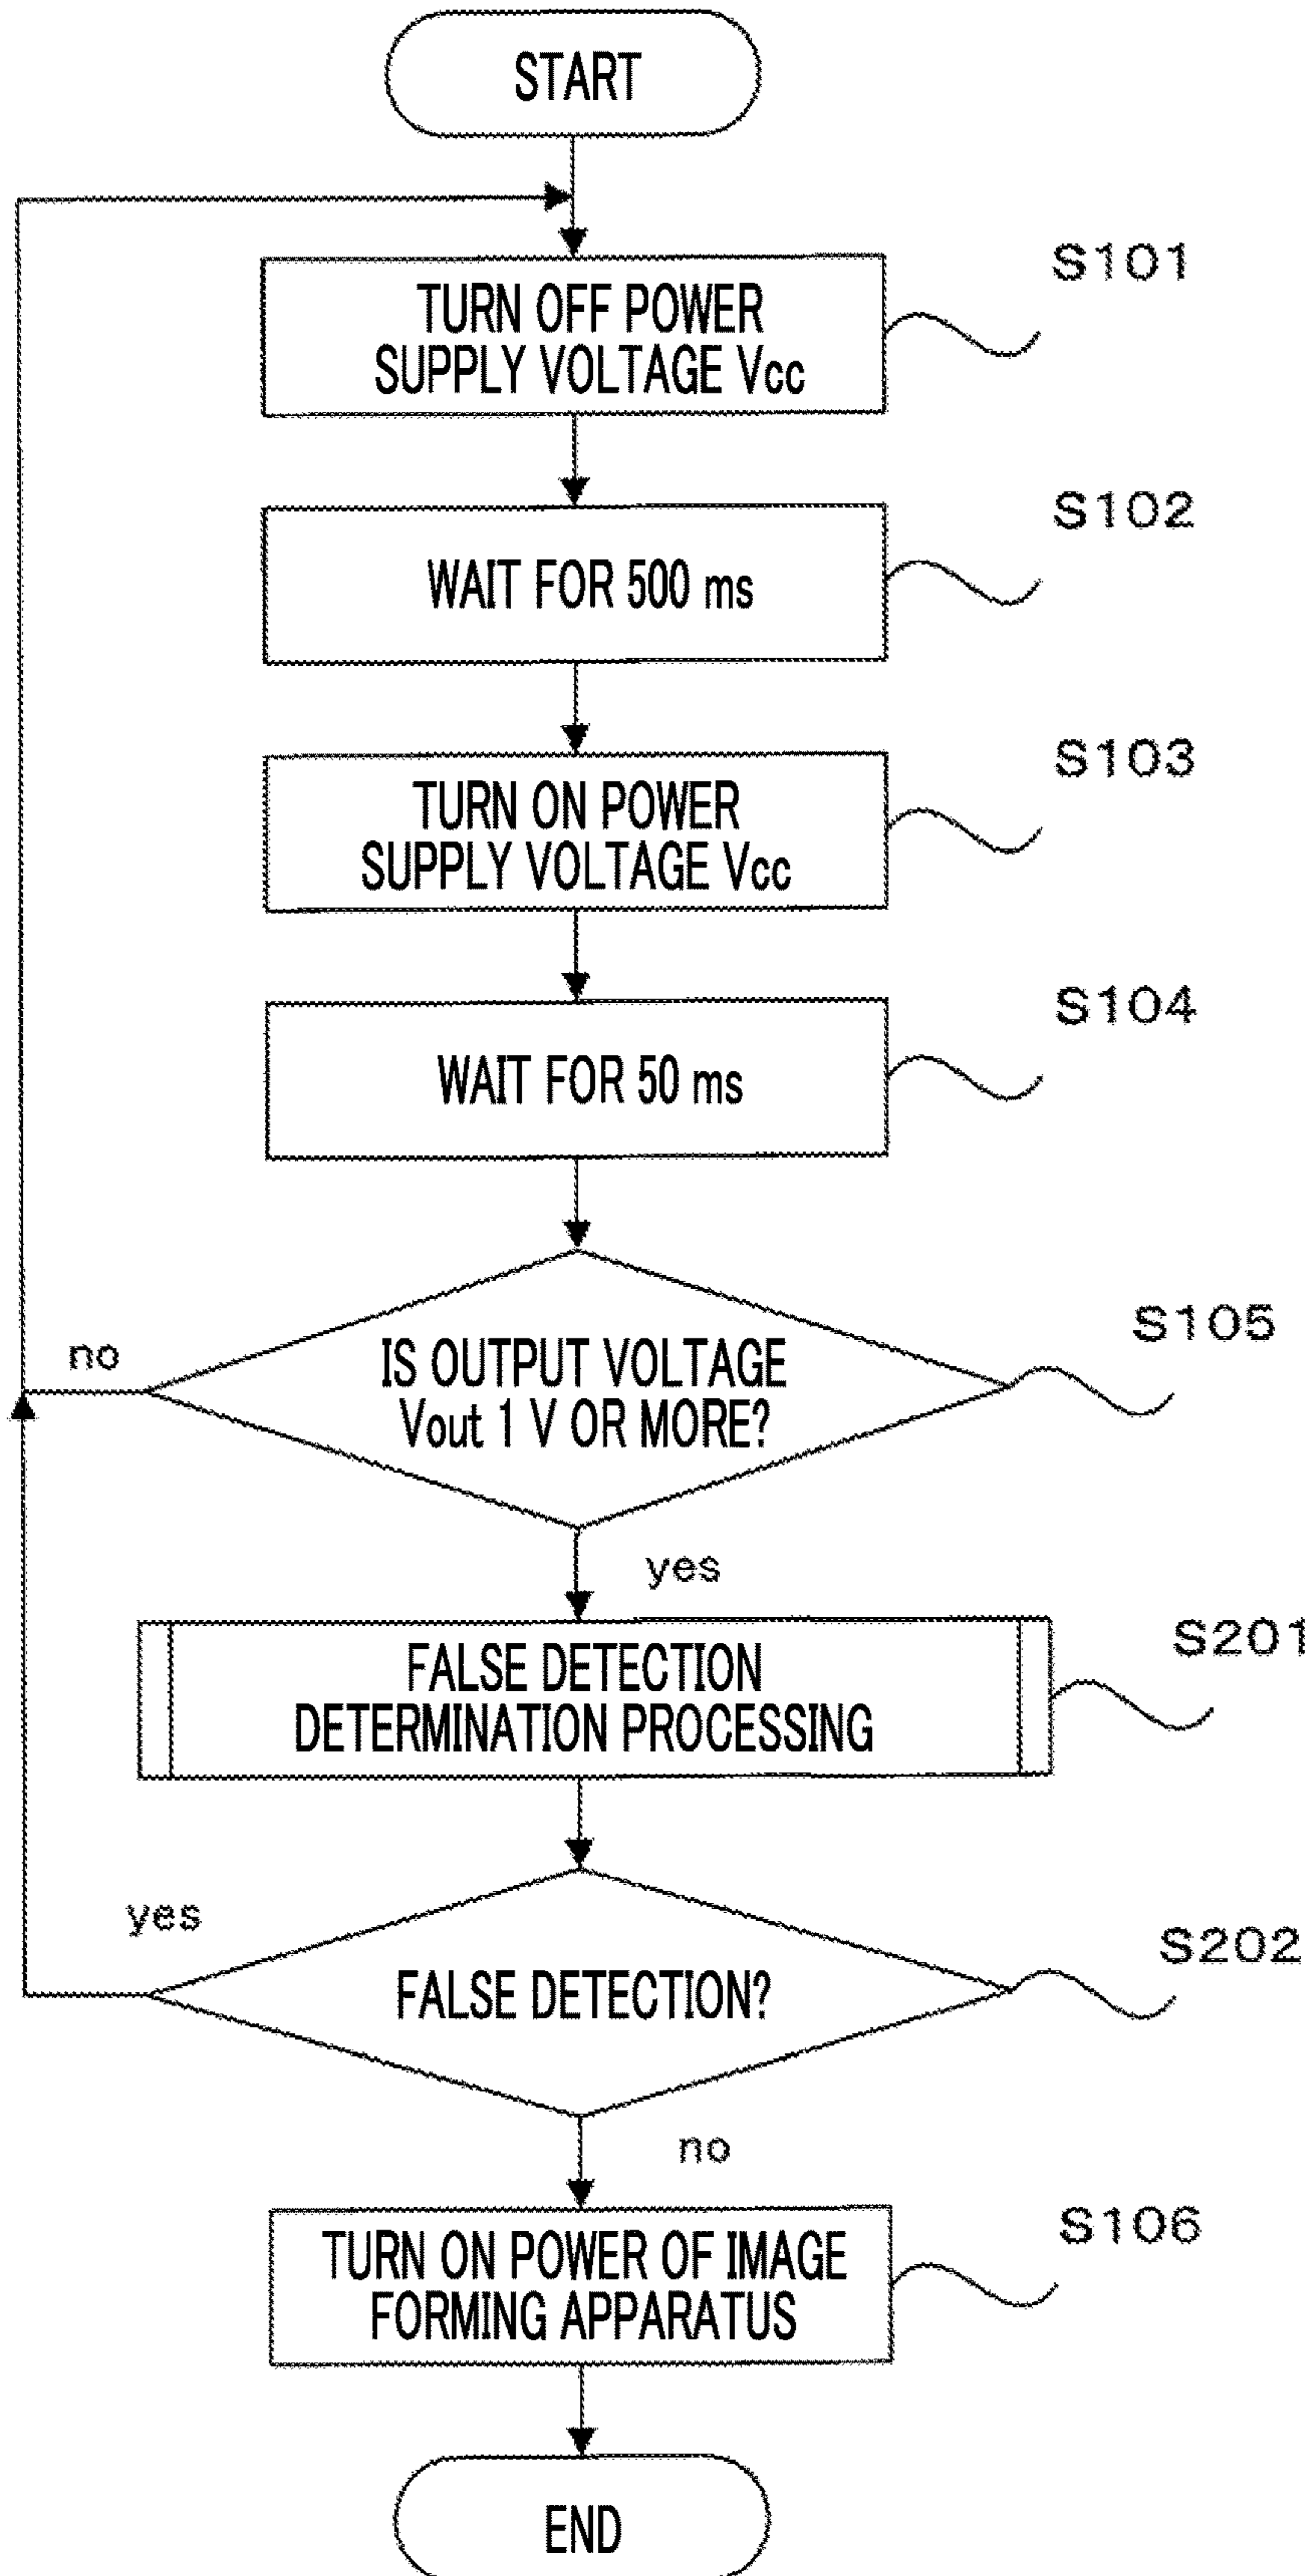 START
S101
TURN OFF POWER
SUPPLY VOLTAGE Vcc
S102
WAIT FOR 500 ms
S103
TURN ON POWER
SUPPLY VOLTAGE Vcc
S104
WAIT FOR 50 ms
S105
no
IS OUTPUT VOLTAGE
Vout 1 V OR MORE?
yes
S201
FALSE DETECTION
DETERMINATION PROCESSING
yes
S202
FALSE DETECTION?
no
S106
TURN ON POWER OF IMAGE
FORMING APPARATUS
END